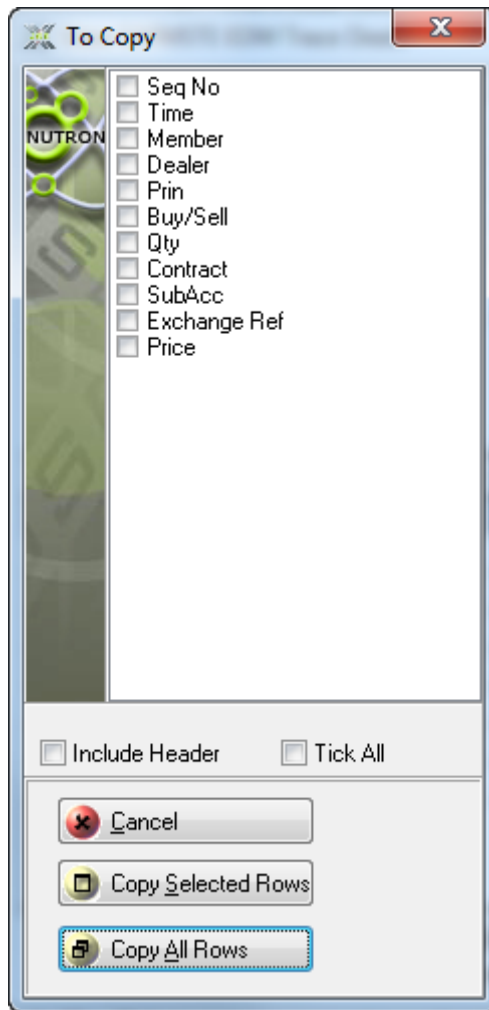 To Copy
NUTRON
Seq No
Time
Member
Dealer
Prin
Buy/Sell
Qty
Contract
SubAcc
Exchange Ref
Price
Include Header
Tick All
Cancel
Copy Selected Rows
Copy All Rows